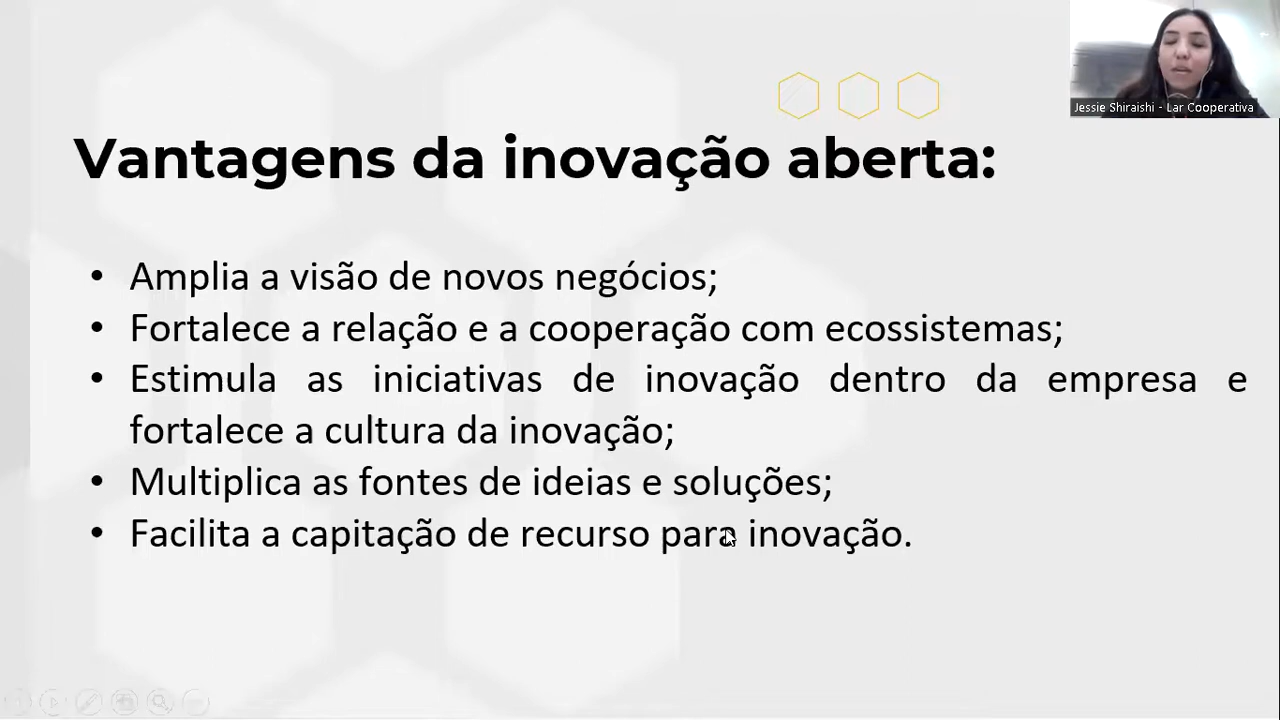 Jessie Shiraishi - Lar Cooperativa
Vantagens da inovação aberta:
• Amplia a visão de novos negócios;
• Fortalece a relação e a cooperação com ecossistemas;
• Estimula as iniciativas de inovação dentro da empresa e
fortalece a cultura da inovação;
• Multiplica as fontes de ideias e soluções;
• Facilita a capitação de recurso para inovação.